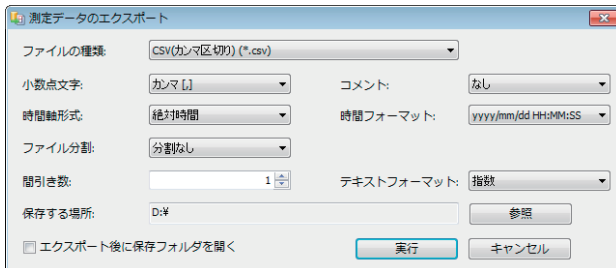 測定データのエクスポート
ファイルの種類: CSV(カンマ区切り) (*.csv)
小数点文字: カンマ [,] コメント: なし
時間軸形式: 絶対時間 時間フォーマット: yyyy/mm/dd HH:MM:SS
ファイル分割: 分割なし
間引き数: 1 テキストフォーマット: 指数
保存する場所: D:¥ 参照
エクスポート後に保存フォルダを開く 実行 キャンセル